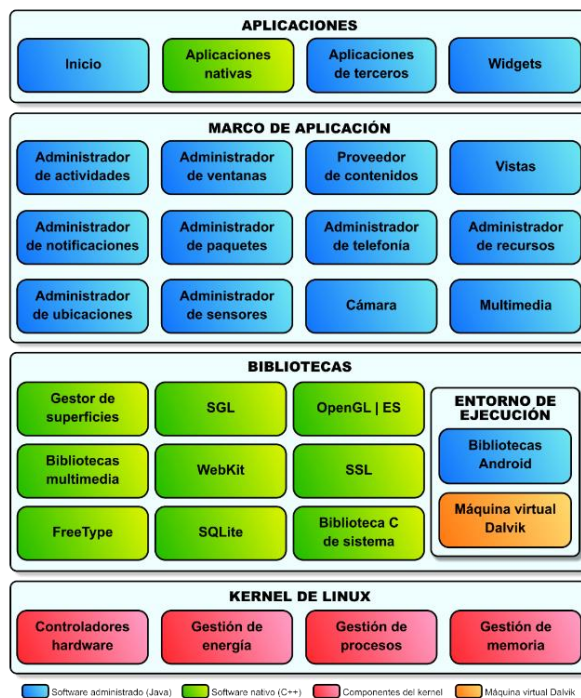 APLICACIONES
Inicio
Aplicaciones
nativas
Aplicaciones
de terceros
Widgets
MARCO DE APLICACIÓN
Administrador
de actividades
Administrador
de ventanas
Proveedor
de contenidos
Vistas
Administrador
de notificaciones
Administrador
de paquetes
Administrador
de telefonía
Administrador
de recursos
Administrador
de ubicaciones
Administrador
de sensores
Cámara
Multimedia
BIBLIOTECAS
Gestor de
superficies
SGL
OpenGL | ES
Bibliotecas
multimedia
WebKit
SSL
FreeType
SQLite
Biblioteca C
de sistema
ENTORNO DE
EJECUCIÓN
Bibliotecas
Android
Máquina virtual
Dalvik
KERNEL DE LINUX
Controladores
hardware
Gestión de
energía
Gestión de
procesos
Gestión de
memoria
Software administrado (Java)
Software nativo (C++)
Componentes del kernel
Máquina virtual Dalvik